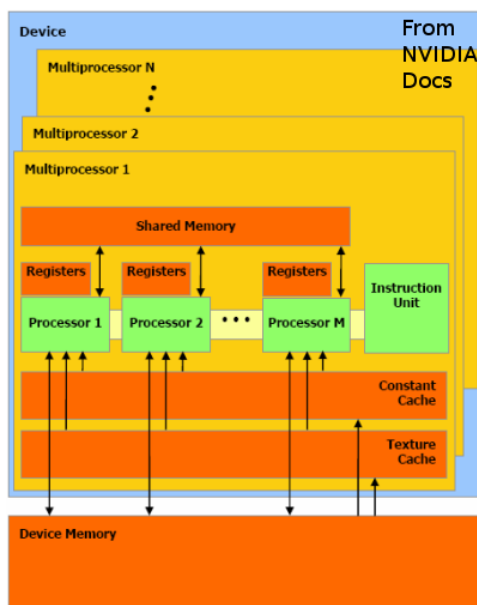 Device
From
NVIDIA
Docs
Multiprocessor N
Multiprocessor 2
Multiprocessor 1
Shared Memory
Registers
Registers
Registers
Instruction
Unit
Processor 1
Processor 2
Processor M
Constant
Cache
Texture
Cache
Device Memory